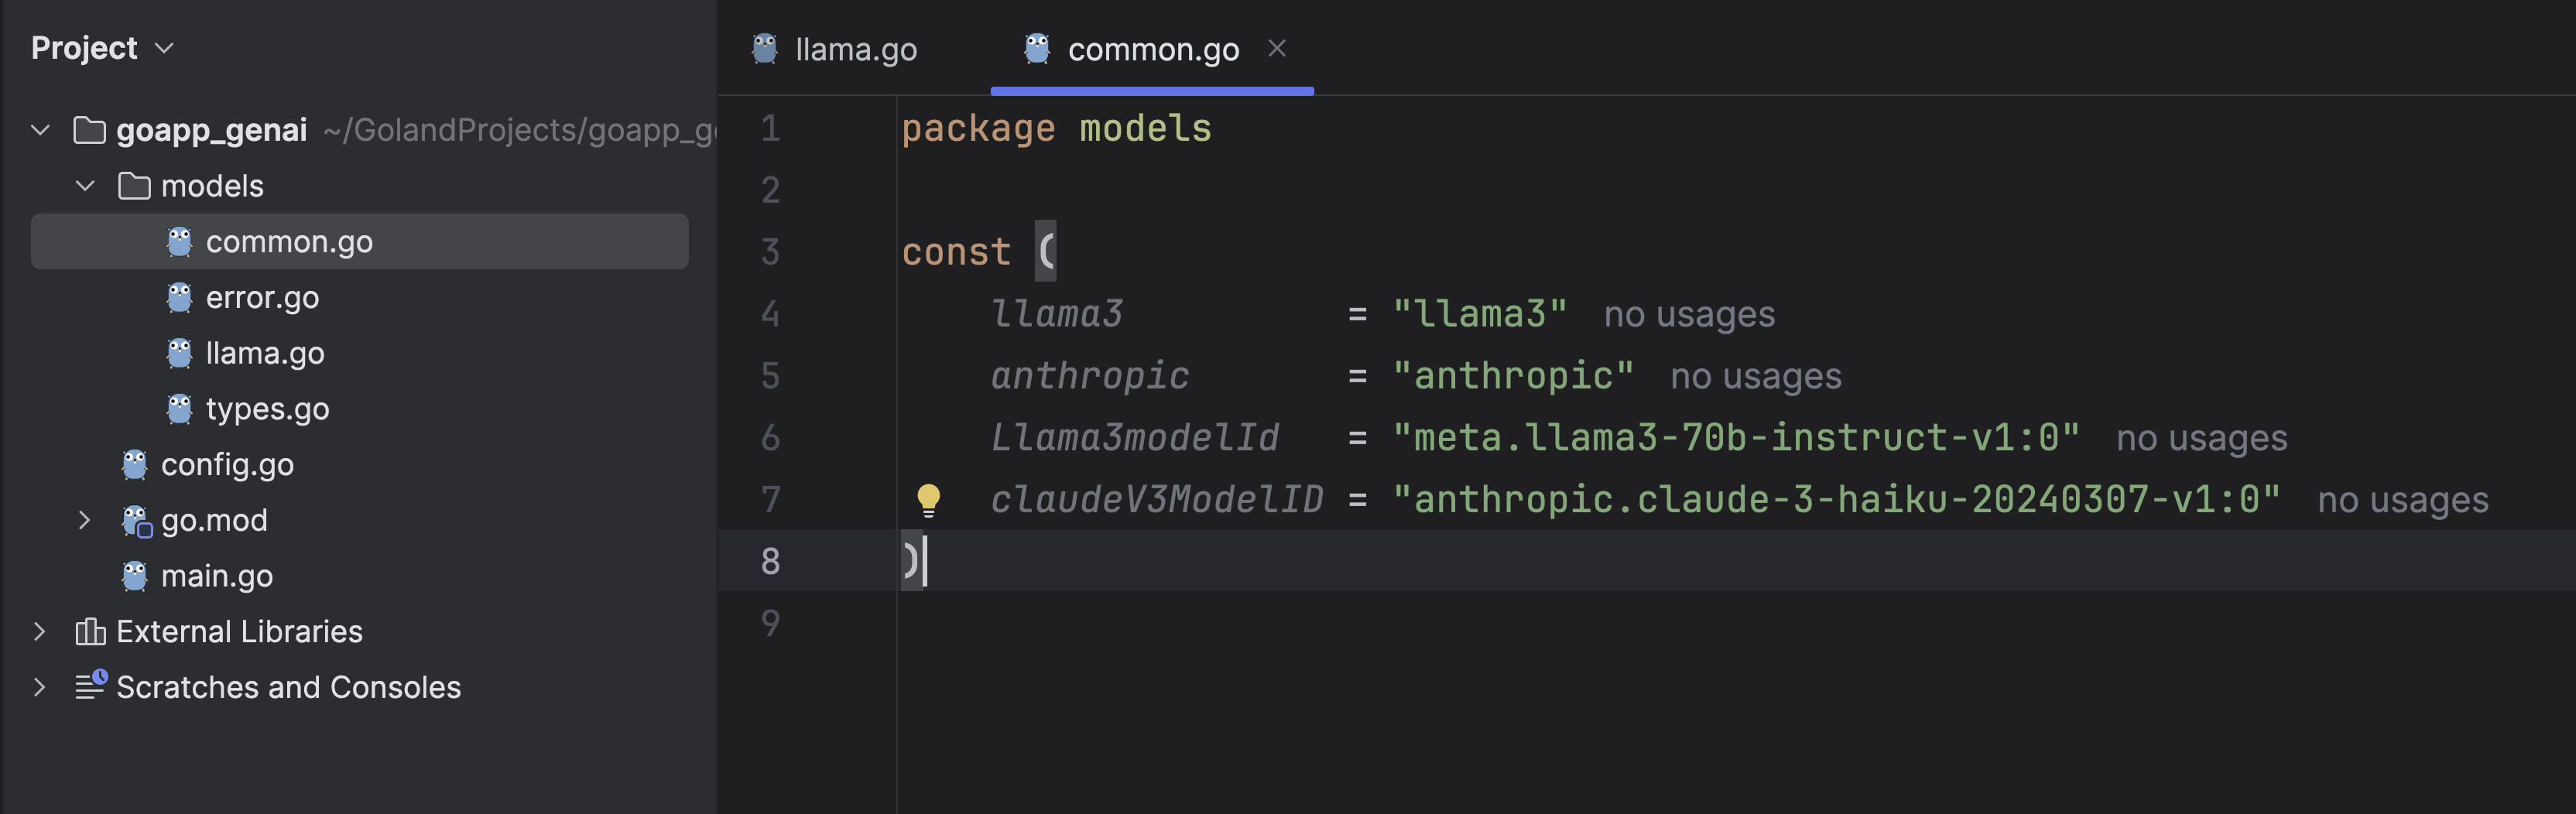 Project
goapp_genai ~/GolandProjects/goapp_g
models
common.go
error.go
llama.go
types.go
config.go
go.mod
main.go
External Libraries
Scratches and Consoles
llama.go common.go
1 package models
2
3 const (
4 llama3 = "llama3" no usages
5 anthropic = "anthropic" no usages
6 Llama3modelId = "meta.llama3-70b-instruct-v1:0" no usages
7 claudeV3ModelID = "anthropic.claude-3-haiku-20240307-v1:0" no usages
8 )
9